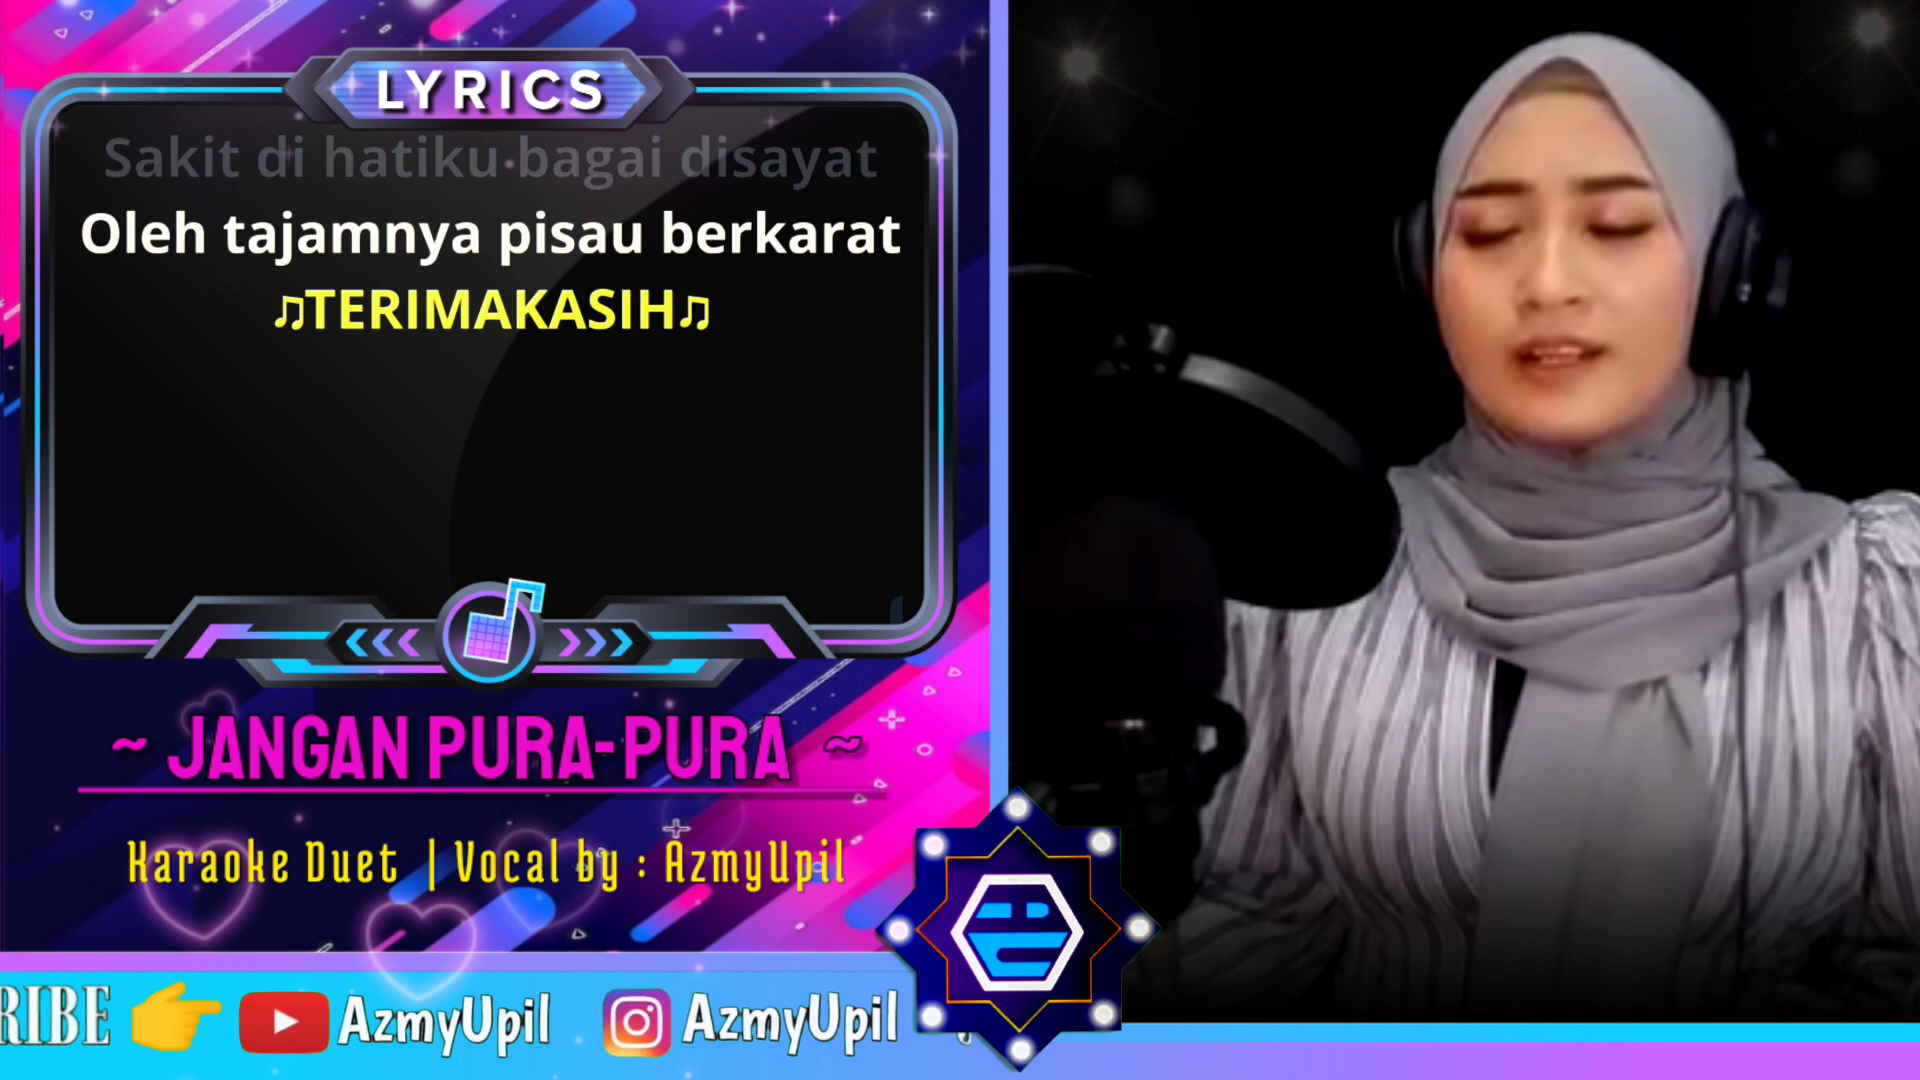 LYRICS
Sakit di hatiku bagai disayat
Oleh tajamnya pisau berkarat
♫TERIMAKASIH♫
~ JANGAN PURA-PURA ~
Karaoke Duet | Vocal by : AzmyUpil
RIBE 👉 AzmyUpil AzmyUpil